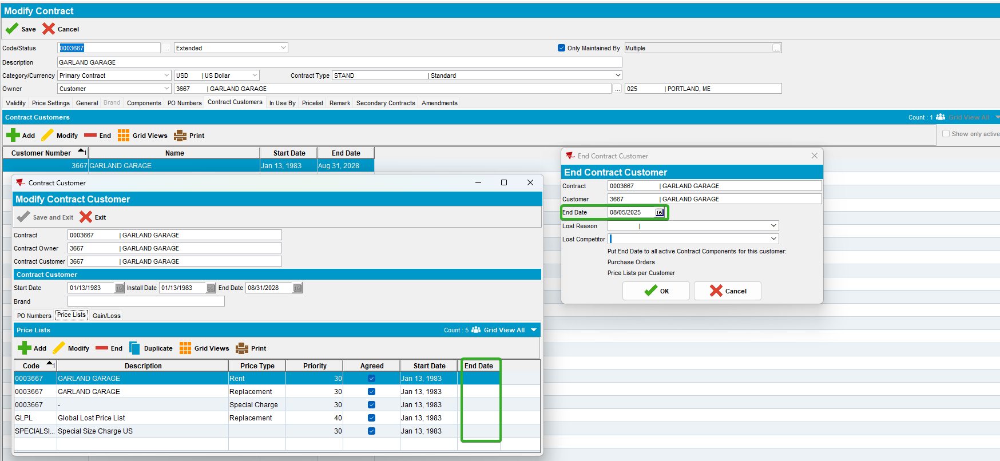 Modify Contract
Save Cancel
Code/Status 0003667 ... Extended Only Maintained By Multiple ...
Description GARLAND GARAGE
Category/Currency Primary Contract USD | US Dollar Contract Type STAND | Standard
Owner Customer 3667 | GARLAND GARAGE ... 025 | PORTLAND, ME
Validity Price Settings General Brand Components PO Numbers Contract Customers In Use By Pricelist Remark Secondary Contracts Amendments
Contract Customers Count : 1 Grid View All
Add Modify End Grid Views Print Show only active
Customer Number 1 Name Start Date End Date
3667 GARLAND GARAGE Jan 13, 1983 Aug 31, 2028
Contract Customer
Modify Contract Customer
Save and Exit Exit
Contract 0003667 | GARLAND GARAGE
Contract Owner 3667 | GARLAND GARAGE
Contract Customer 3667 | GARLAND GARAGE
Contract Customer
Start Date 01/13/1983 16 Install Date 01/13/1983 16 End Date 08/31/2028 16
Brand
PO Numbers Price Lists Gain/Loss
Price Lists Count : 5 Grid View All
Add Modify End Duplicate Grid Views Print
Code 1 Description Price Type Priority Agreed Start Date End Date
0003667 GARLAND GARAGE Rent 30 Jan 13, 1983
0003667 GARLAND GARAGE Replacement 30 Jan 13, 1983
0003667 - Special Charge 30 Jan 13, 1983
GLPL Global Lost Price List Replacement 40 Jan 13, 1983
SPECIALSI... Special Size Charge US 30 Jan 13, 1983
End Contract Customer
End Contract Customer
Contract 0003667 | GARLAND GARAGE
Customer 3667 | GARLAND GARAGE
End Date 08/05/2025 16
Lost Reason |
Lost Competitor
Put End Date to all active Contract Components for this customer:
Purchase Orders
Price Lists per Customer
OK Cancel